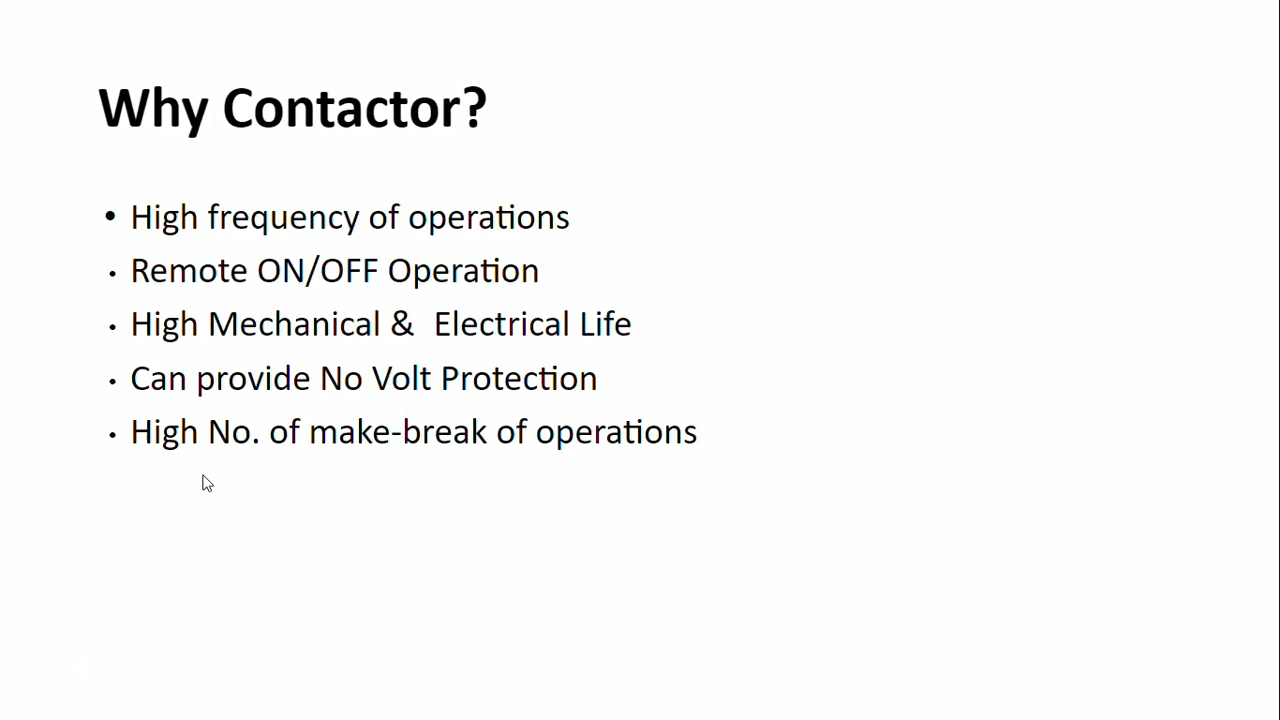 Why Contactor?
• High frequency of operations
• Remote ON/OFF Operation
• High Mechanical &  Electrical Life
• Can provide No Volt Protection
• High No. of make-break of operations